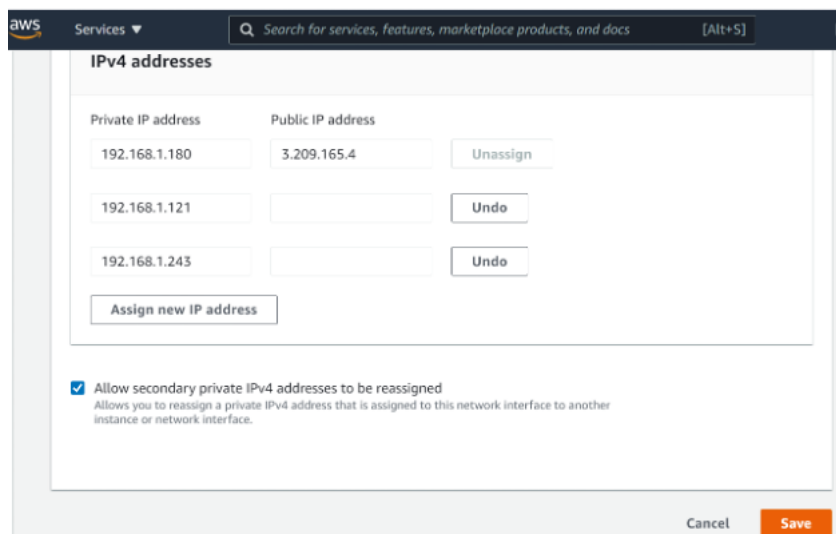 aws Services ▼ Search for services, features, marketplace products, and docs [Alt+S]
IPv4 addresses
Private IP address Public IP address
192.168.1.180 3.209.165.4 Unassign
192.168.1.121 Undo
192.168.1.243 Undo
Assign new IP address
Allow secondary private IPv4 addresses to be reassigned
Allows you to reassign a private IPv4 address that is assigned to this network interface to another
instance or network interface.
Cancel Save